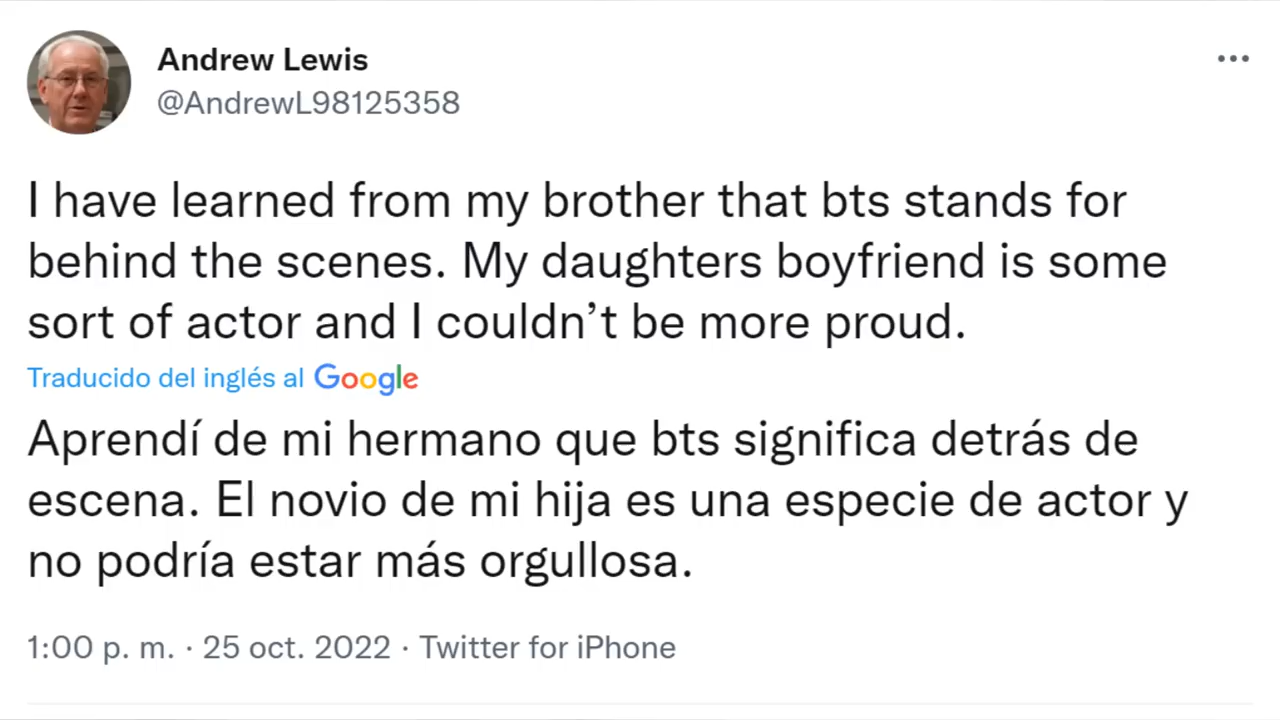 Andrew Lewis
@AndrewL98125358
I have learned from my brother that bts stands for
behind the scenes. My daughters boyfriend is some
sort of actor and I couldn’t be more proud.
Traducido del inglés al Google
Aprendí de mi hermano que bts significa detrás de
escena. El novio de mi hija es una especie de actor y
no podría estar más orgullosa.
1:00 p. m. · 25 oct. 2022 · Twitter for iPhone